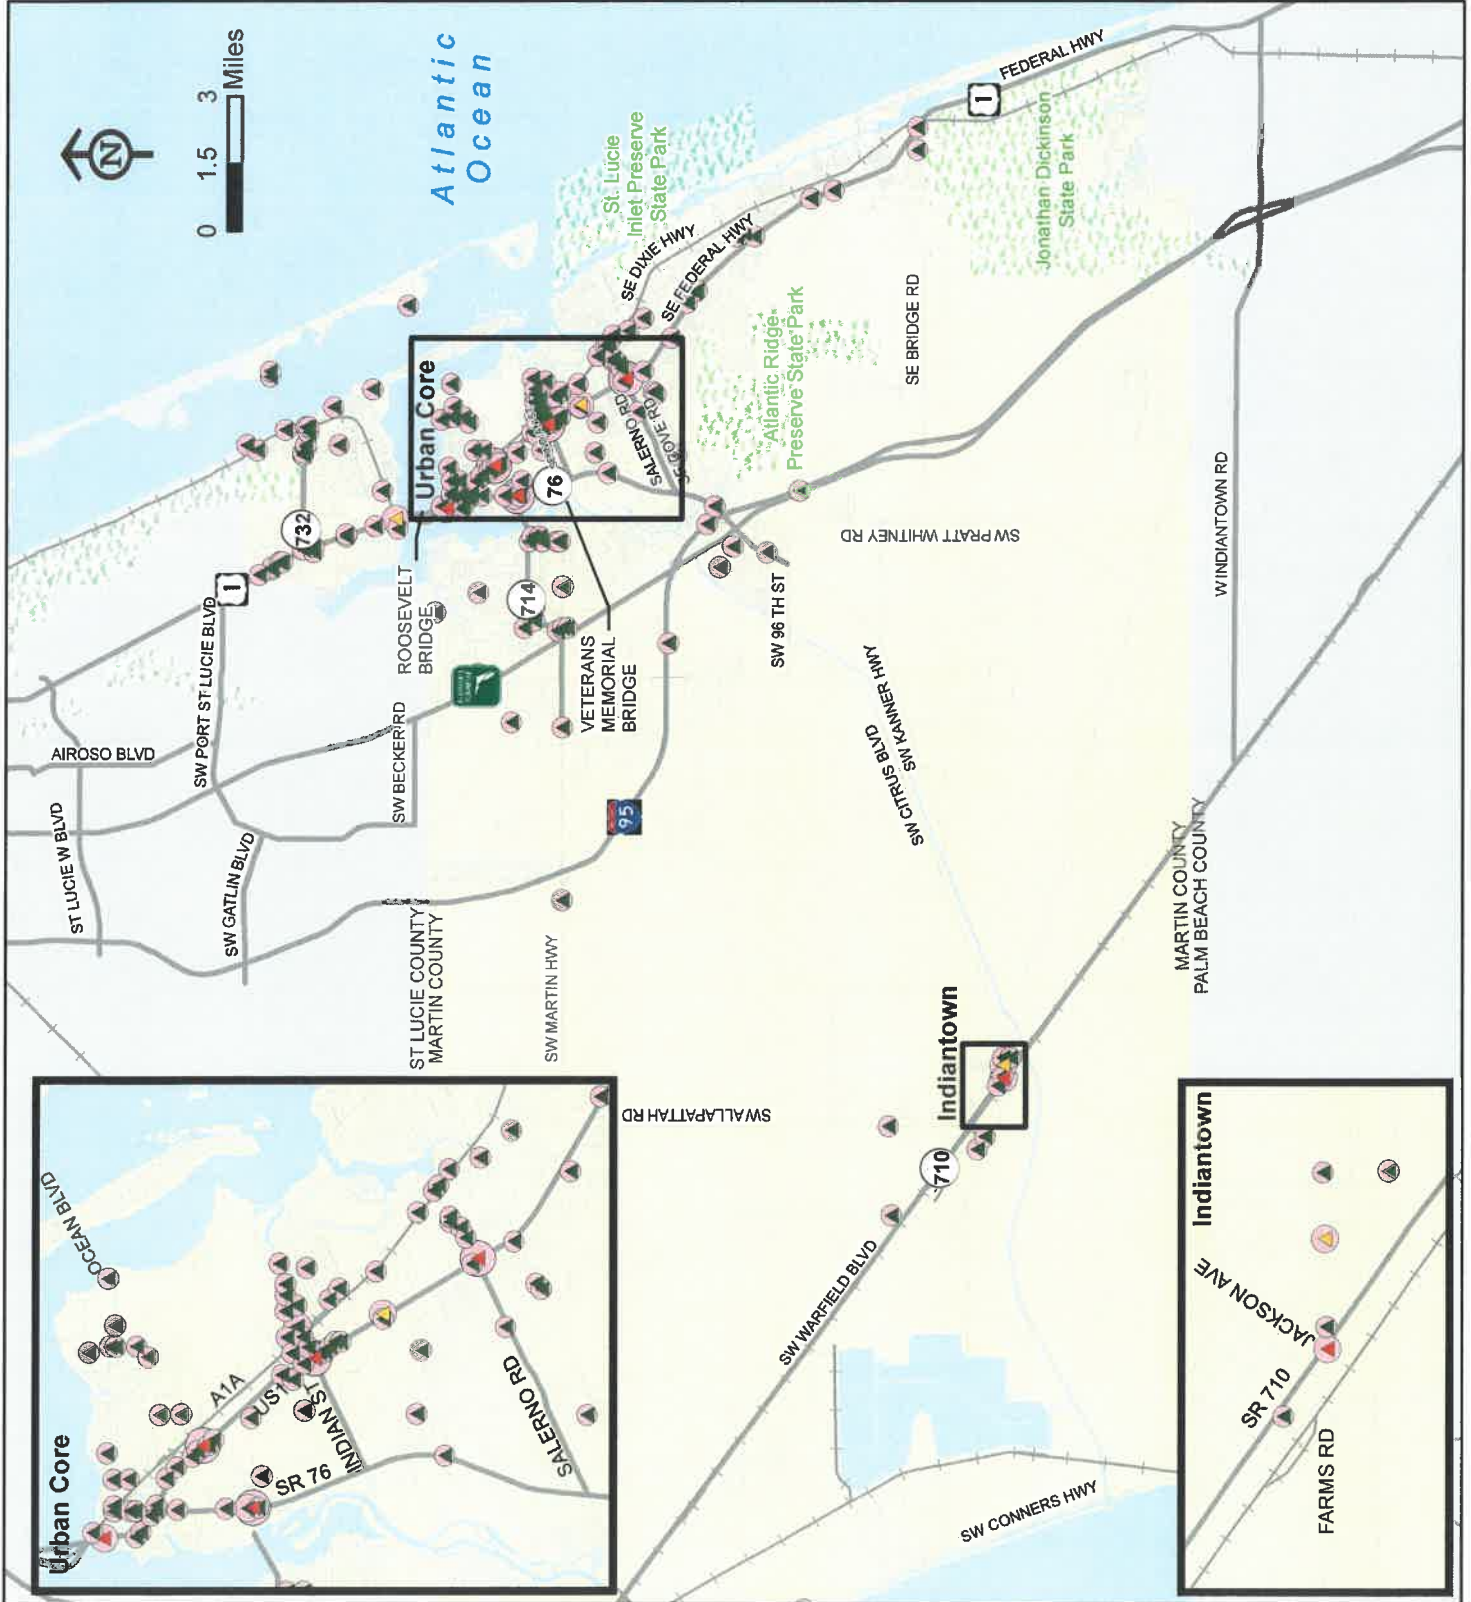 N
0 1.5 3
Miles
Atlantic
Ocean
St. Lucie
Inlet Preserve
State Park
FEDERAL HWY
1
Jonathan Dickinson
State Park
SE DIXIE HWY
SE FEDERAL HWY
Atlantic Ridge
Preserve State Park
SE BRIDGE RD
Urban Core
SALERNO RD
SE COVE RD
76
732
1
714
ROOSEVELT
BRIDGE
VETERANS
MEMORIAL
BRIDGE
SW PRATT WHITNEY RD
SW 96 TH ST
WINDIANTOWN RD
SW PORT ST LUCIE BLVD
AIROSO BLVD
SW BECKER RD
ST LUCIE W BLVD
SW GATLIN BLVD
95
SW KANNER HWY
SW CITRUS BLVD
ST LUCIE COUNTY
MARTIN COUNTY
SW MARTIN HWY
MARTIN COUNTY
PALM BEACH COUNTY
Indiantown
710
SW ALLAPATTAH RD
SW WARFIELD BLVD
SW CONNERS HWY
Urban Core
OCEAN BLVD
A1A
US1
INDIAN ST
SR 76
SALERNO RD
Indiantown
JACKSON AVE
SR 710
FARMS RD